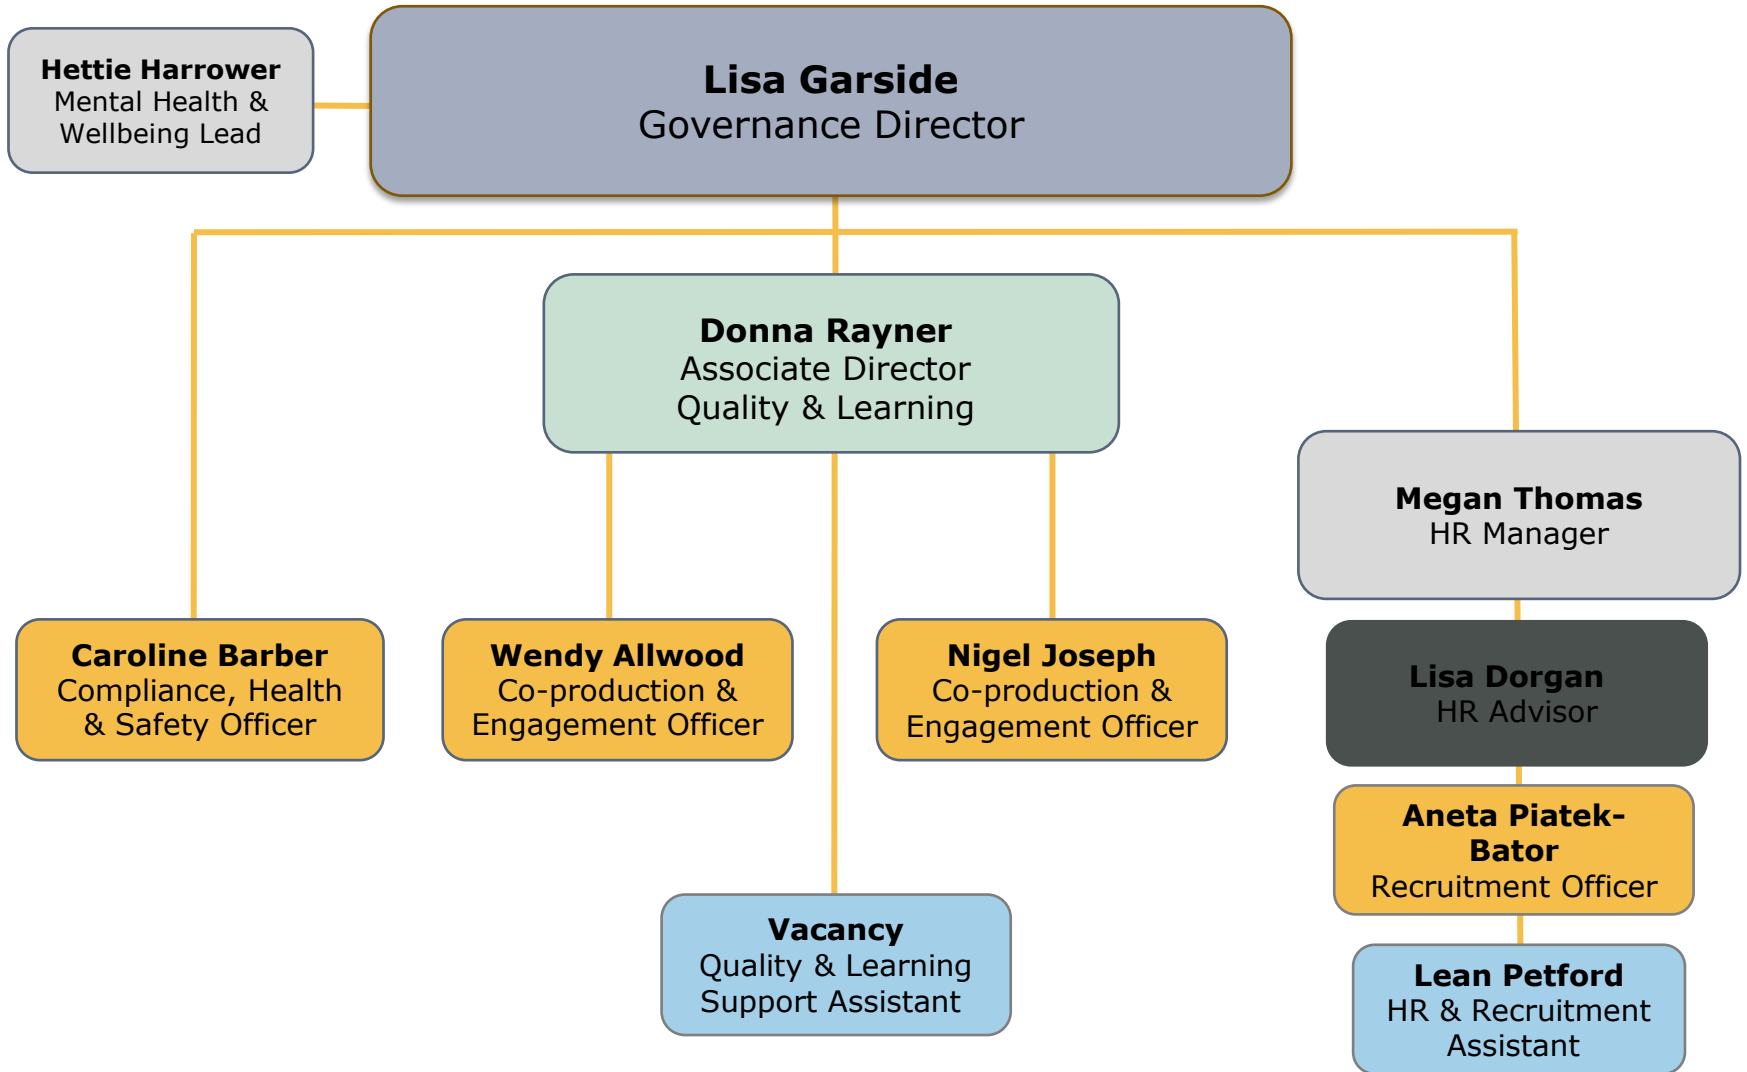 Hettie Harrower
Mental Health &
Wellbeing Lead
Lisa Garside
Governance Director
Donna Rayner
Associate Director
Quality & Learning
Megan Thomas
HR Manager
Caroline Barber
Compliance, Health
& Safety Officer
Wendy Allwood
Co-production &
Engagement Officer
Nigel Joseph
Co-production &
Engagement Officer
Lisa Dorgan
HR Advisor
Aneta Piatek-
Bator
Recruitment Officer
Vacancy
Quality & Learning
Support Assistant
Lean Petford
HR & Recruitment
Assistant